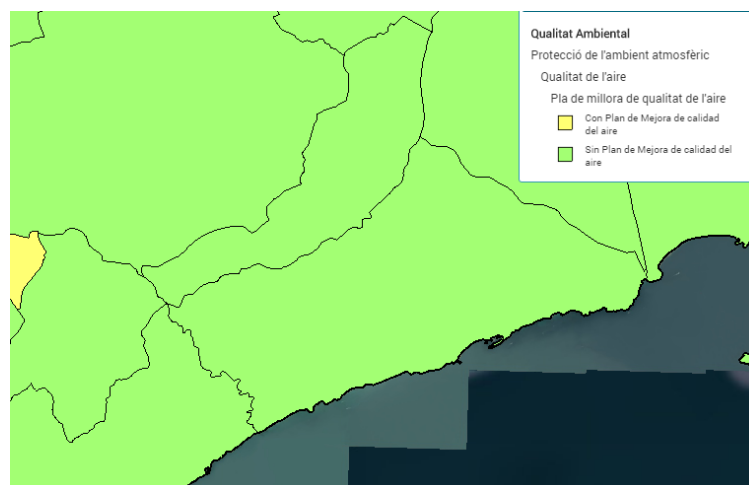 Qualitat Ambiental
Protecció de l'ambient atmosfèric
Qualitat de l'aire
Pla de millora de qualitat de l'aire
Con Plan de Mejora de calidad
del aire
Sin Plan de Mejora de calidad del
aire